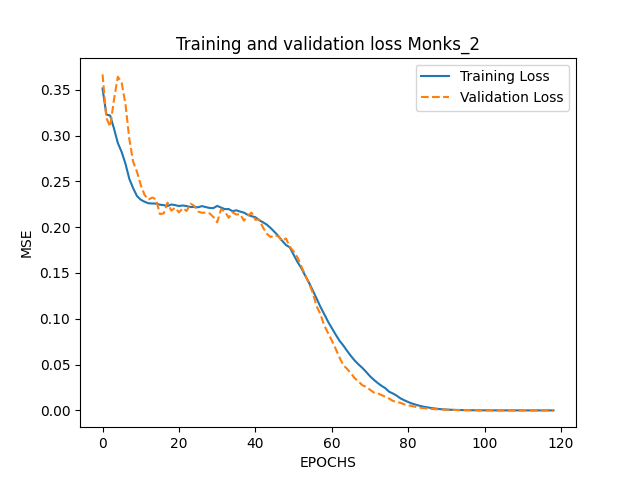 Training and validation loss Monks_2
Training Loss
Validation Loss
0.35
0.30
0.25
0.20
0.15
0.10
0.05
0.00
MSE
0 20 40 60 80 100 120
EPOCHS